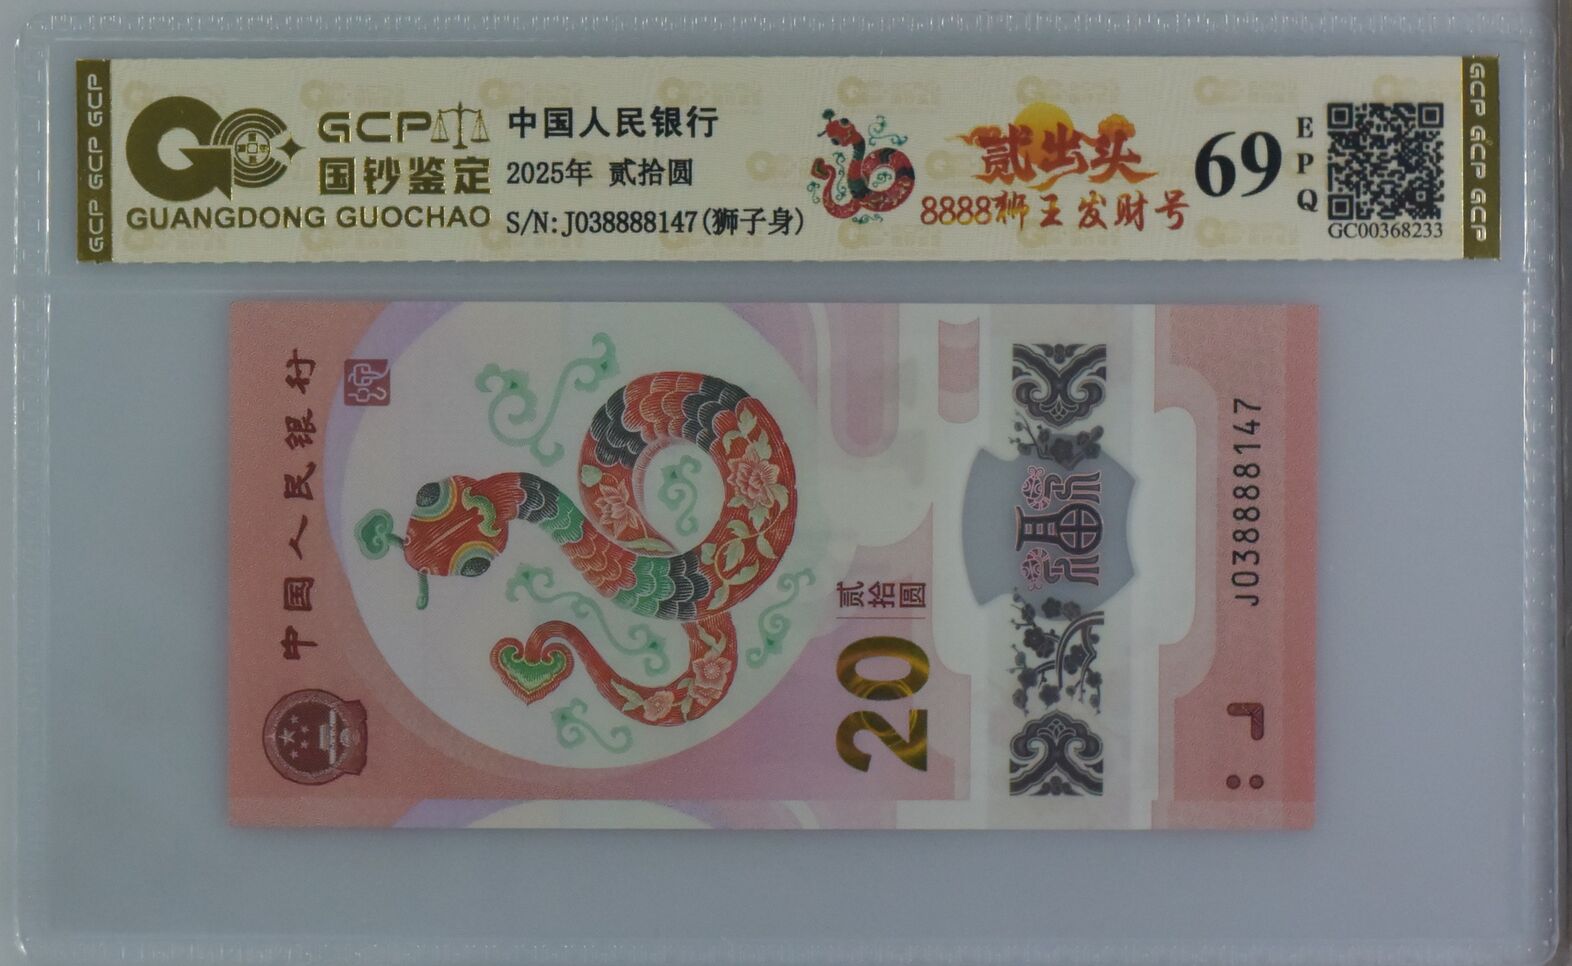 GCP GCP GCP
GCP
国钞鉴定
GUANGDONG GUOCHAO
中国人民银行
2025年 贰拾圆
S/N:J038888147(狮子身)
贰出头
8888狮王发财号
69
EPQ
GC00368233
GCP GCP GCP
中国人民银行
贰拾圆
20
福
J038888147